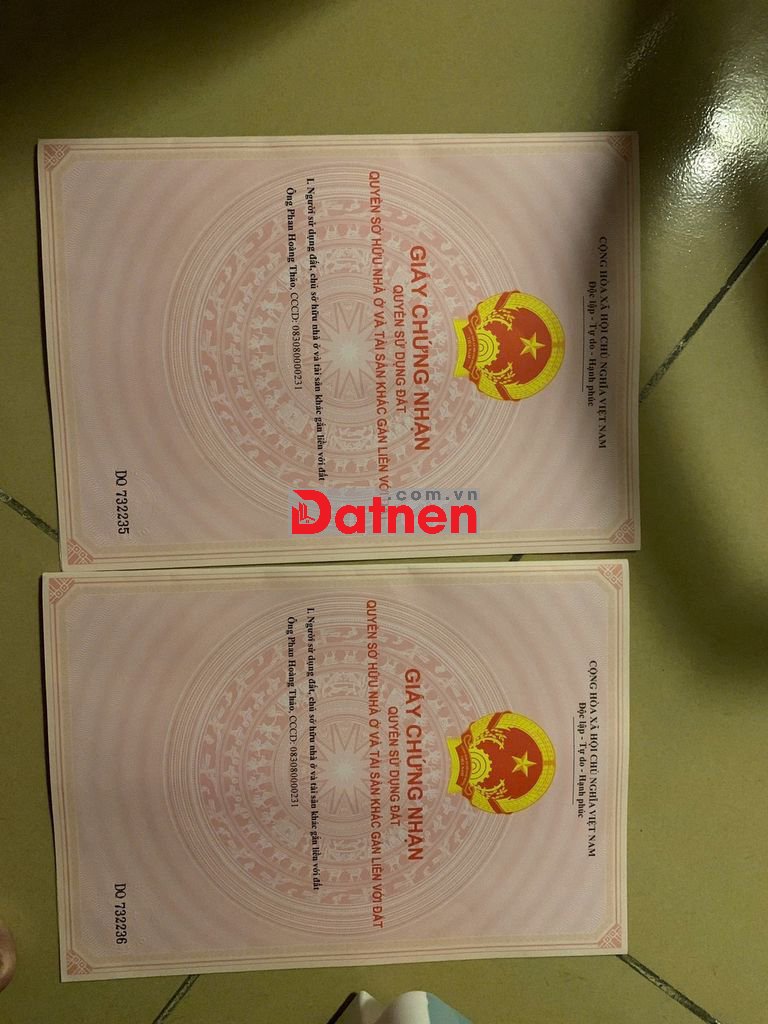 CỘNG HÒA XÃ HỘI CHỦ NGHĨA VIỆT NAM
Độc lập - Tự do - Hạnh phúc
GIẤY CHỨNG NHẬN
QUYỀN SỬ DỤNG ĐẤT
QUYỀN SỞ HỮU NHÀ Ở VÀ TÀI SẢN KHÁC GẮN LIỀN VỚ
I. Người sử dụng đất, chủ sở hữu nhà ở và tài sản khác gắn liền với đất
Ông Phan Hoàng Thảo, CCCD: 083080000231
DQ 732235
.com.vn
Datnen
CỘNG HÒA XÃ HỘI CHỦ NGHĨA VIỆT NAM
Độc lập - Tự do - Hạnh phúc
GIẤY CHỨNG NHẬN
QUYỀN SỬ DỤNG ĐẤT
QUYỀN SỞ HỮU NHÀ Ở VÀ TÀI SẢN KHÁC GẮN LIỀN VỚI ĐẤT
I. Người sử dụng đất, chủ sở hữu nhà ở và tài sản khác gắn liền với đất
Ông Phan Hoàng Thảo, CCCD: 083080000231
DQ 732236